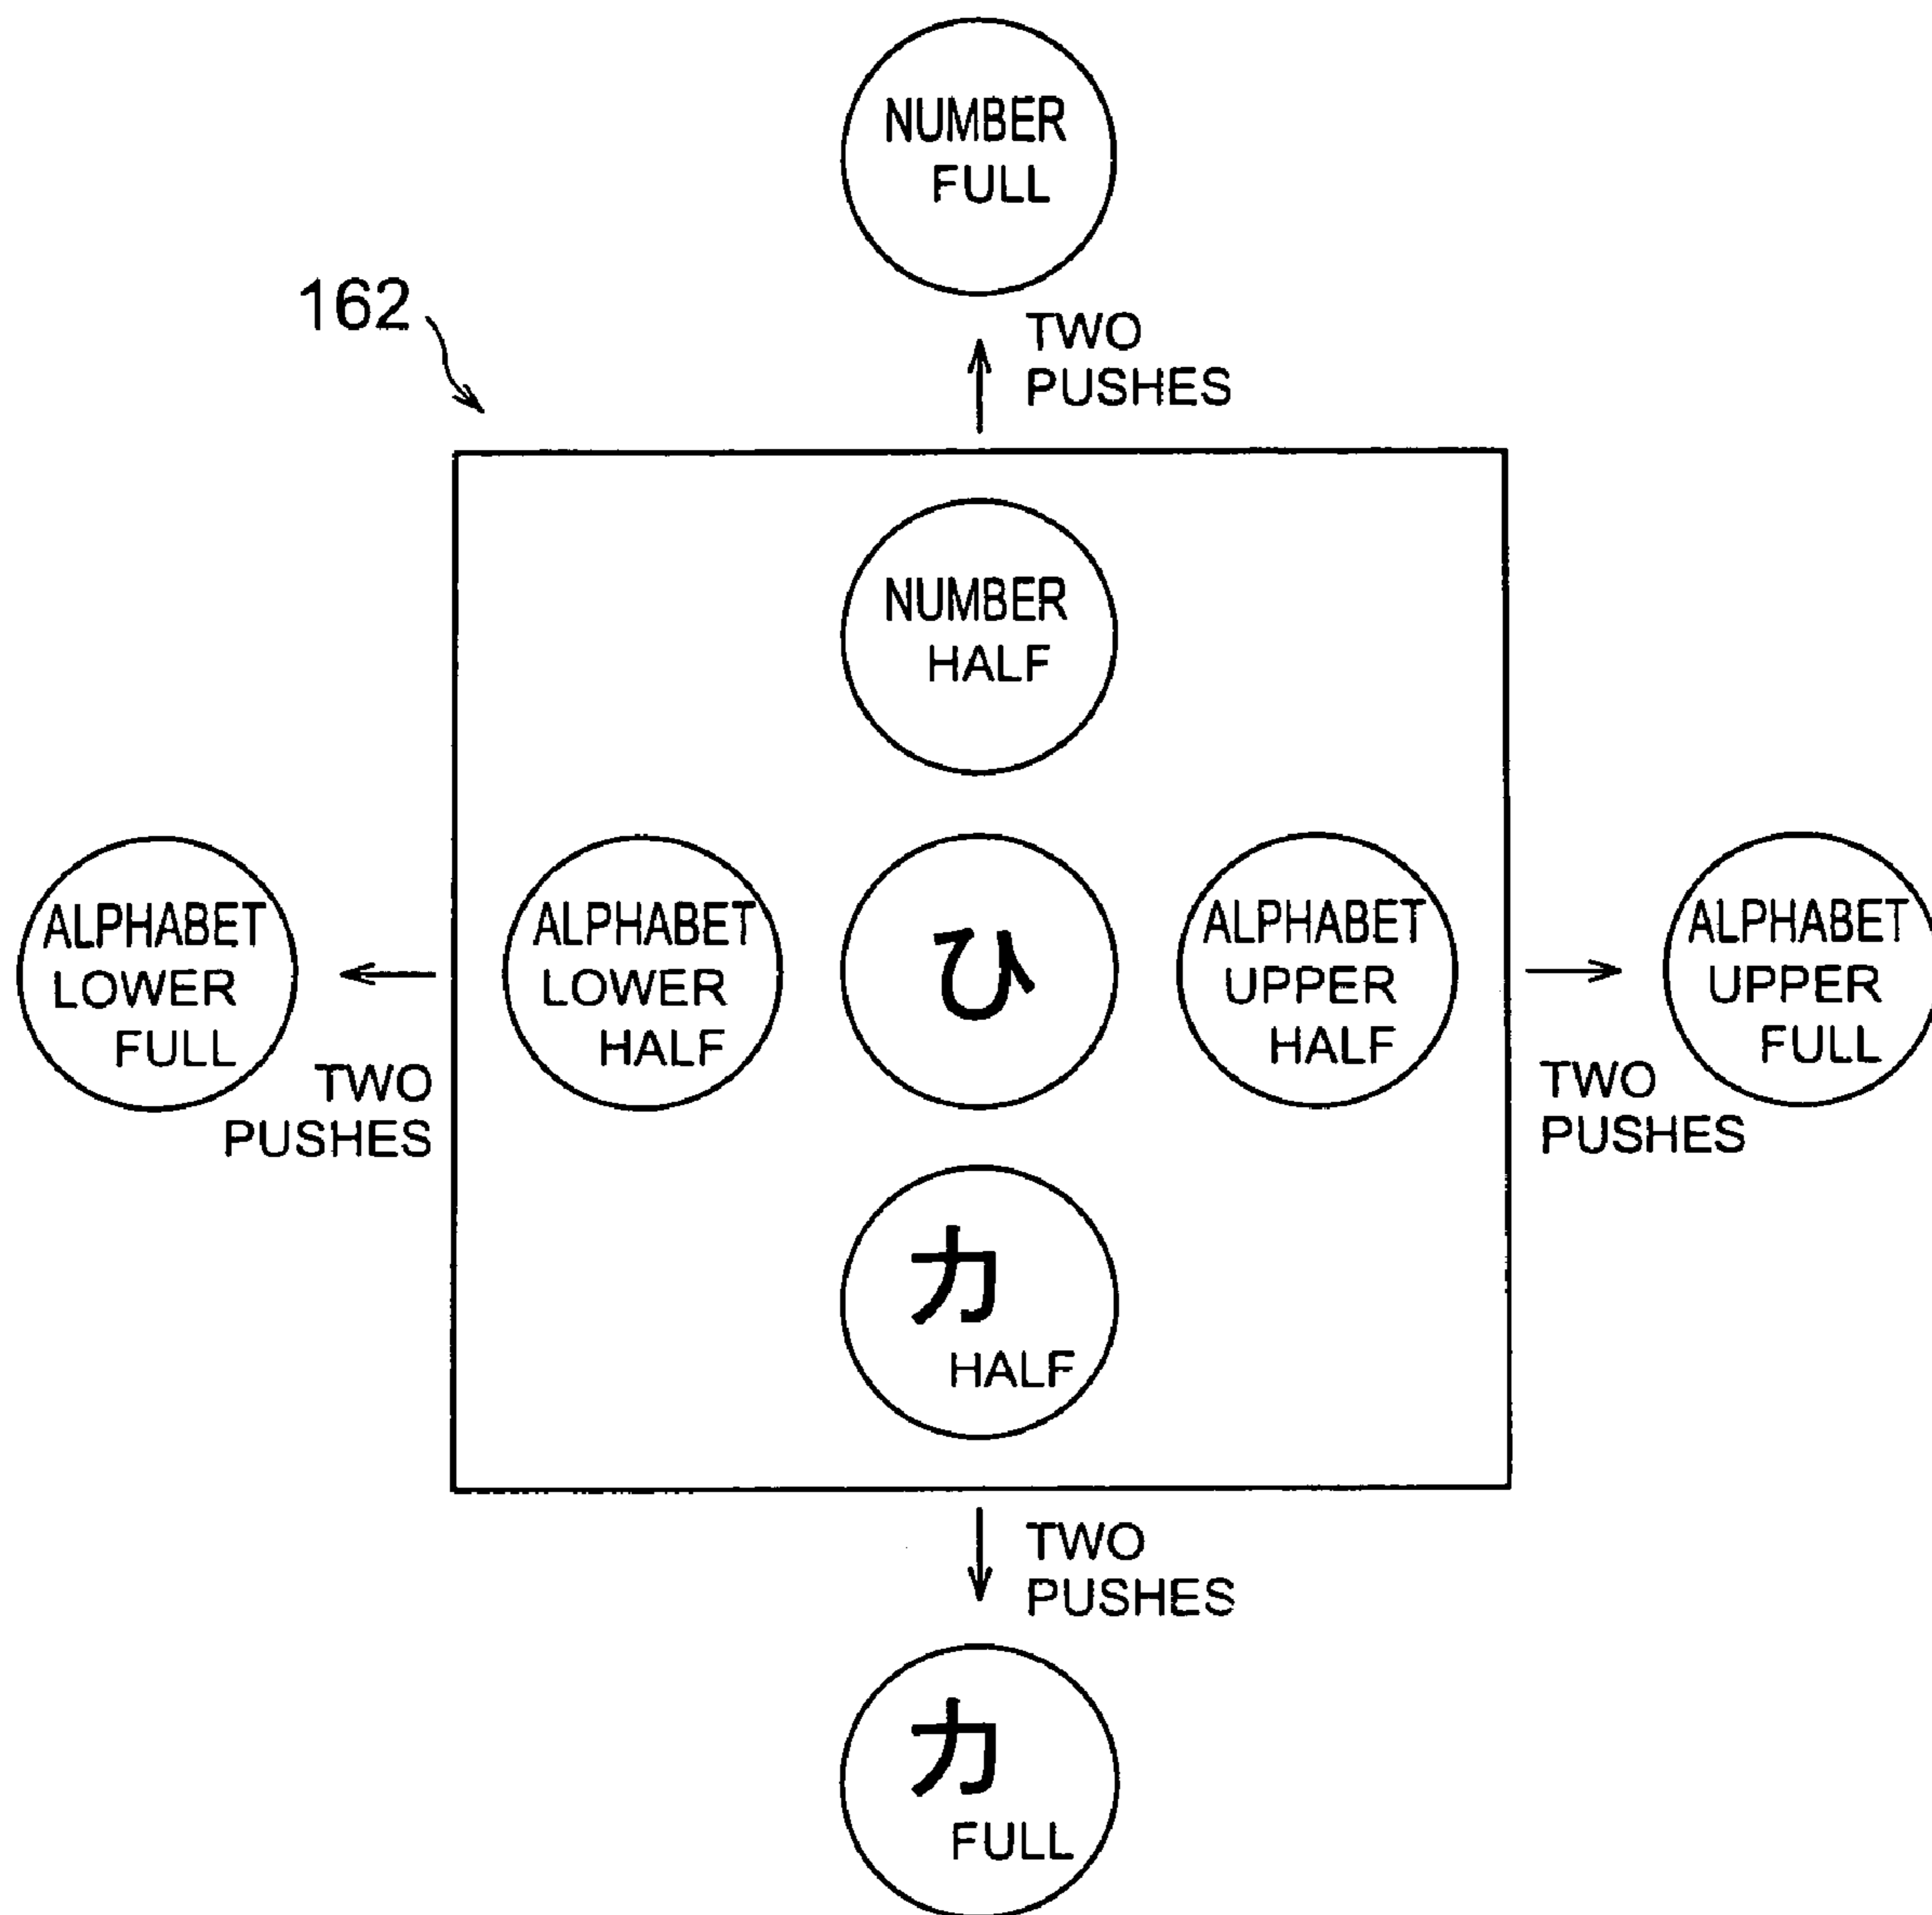 NUMBER
FULL
162
TWO
PUSHES
NUMBER
HALF
ALPHABET
LOWER
FULL
TWO
PUSHES
ALPHABET
LOWER
HALF
ひ
ALPHABET
UPPER
HALF
ALPHABET
UPPER
FULL
TWO
PUSHES
カ
HALF
TWO
PUSHES
カ
FULL